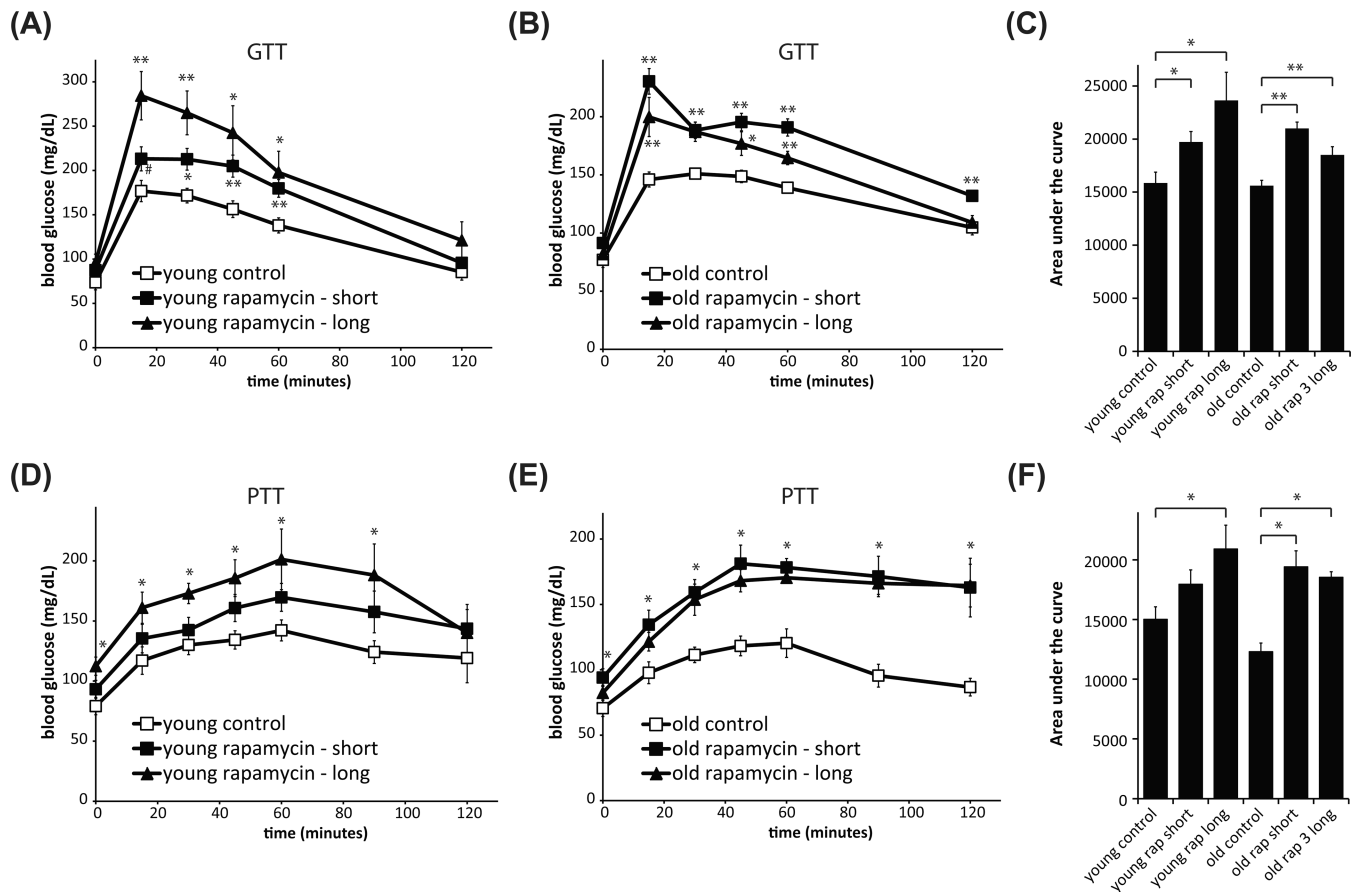 (A)
GTT
blood glucose (mg/dL)
300
250
200
150
100
50
0
** ** * *
# * ** **
young control
young rapamycin - short
young rapamycin - long
0 20 40 60 80 100 120
time (minutes)
(B)
GTT
blood glucose (mg/dL)
200
150
100
50
0
** ** ** ** **
** * **
old control
old rapamycin - short
old rapamycin - long
0 20 40 60 80 100 120
time (minutes)
(C)
Area under the curve
25000
20000
15000
10000
5000
0
* * ** **
young control
young rap short
young rap long
old control
old rap short
old rap 3 long
(D)
PTT
blood glucose (mg/dL)
200
150
100
50
0
* * * * * *
young control
young rapamycin - short
young rapamycin - long
0 20 40 60 80 100 120
time (minutes)
(E)
PTT
blood glucose (mg/dL)
200
150
100
50
0
* * * * * * *
old control
old rapamycin - short
old rapamycin - long
0 20 40 60 80 100 120
time (minutes)
(F)
Area under the curve
20000
15000
10000
5000
0
* * *
young control
young rap short
young rap long
old control
old rap short
old rap 3 long